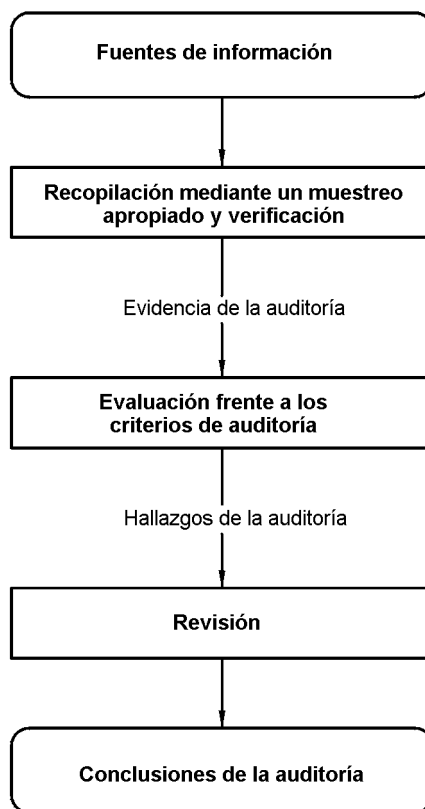 Fuentes de información
Recopilación mediante un muestreo
apropiado y verificación
Evidencia de la auditoría
Evaluación frente a los
criterios de auditoría
Hallazgos de la auditoría
Revisión
Conclusiones de la auditoría